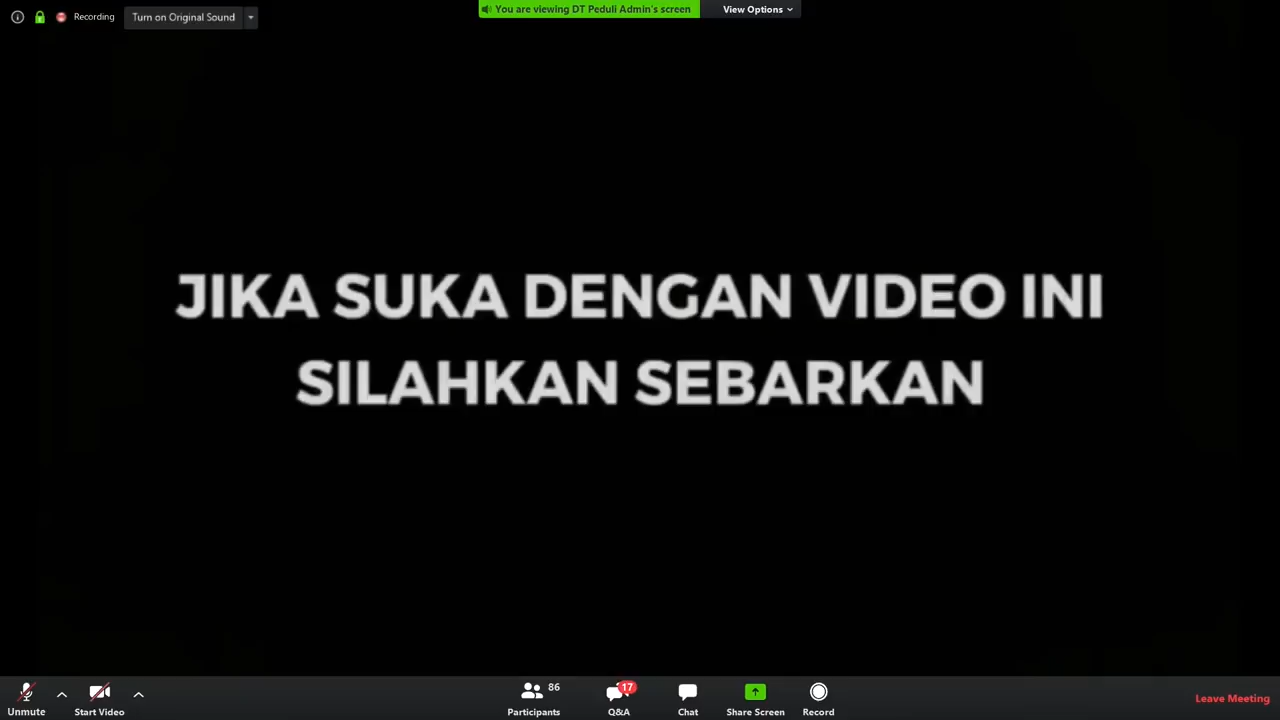 Recording
Turn on Original Sound
You are viewing DT Peduli Admin's screen
View Options
JIKA SUKA DENGAN VIDEO INI
SILAHKAN SEBARKAN
Unmute
Start Video
86
Participants
17
Q&A
Chat
Share Screen
Record
Leave Meeting